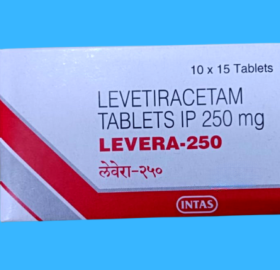 10 x 15 Tablets
LEVETIRACETAM
TABLETS IP 250 mg
LEVERA-250
लेवेरा-२५०
INTAS